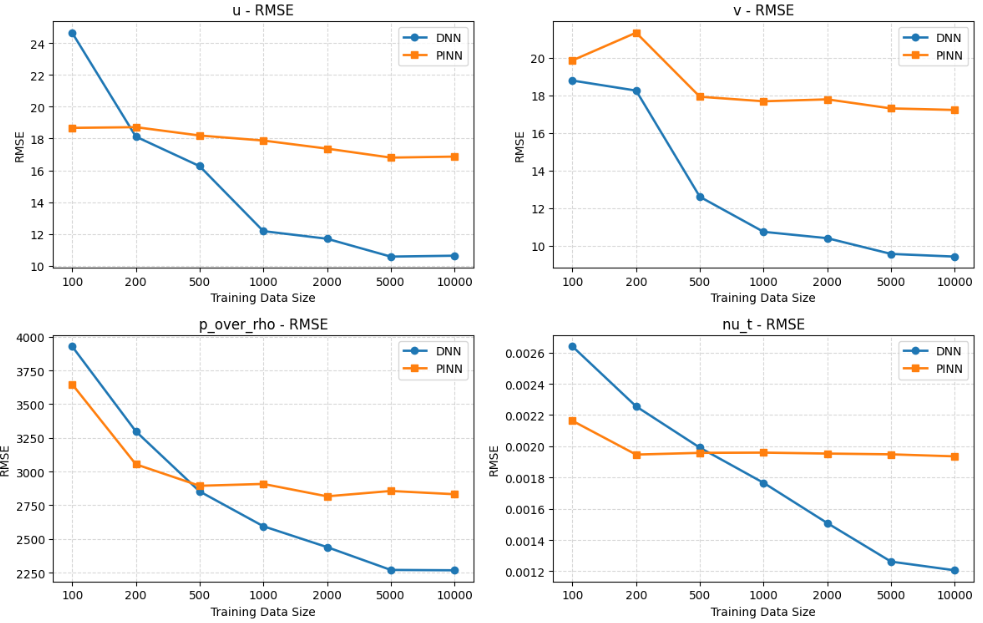 u - RMSE
RMSE
24
22
20
18
16
14
12
10
DNN
PINN
100 200 500 1000 2000 5000 10000
Training Data Size
v - RMSE
RMSE
20
18
16
14
12
10
DNN
PINN
100 200 500 1000 2000 5000 10000
Training Data Size
p_over_rho - RMSE
RMSE
4000
3750
3500
3250
3000
2750
2500
2250
DNN
PINN
100 200 500 1000 2000 5000 10000
Training Data Size
nu_t - RMSE
RMSE
0.0026
0.0024
0.0022
0.0020
0.0018
0.0016
0.0014
0.0012
DNN
PINN
100 200 500 1000 2000 5000 10000
Training Data Size